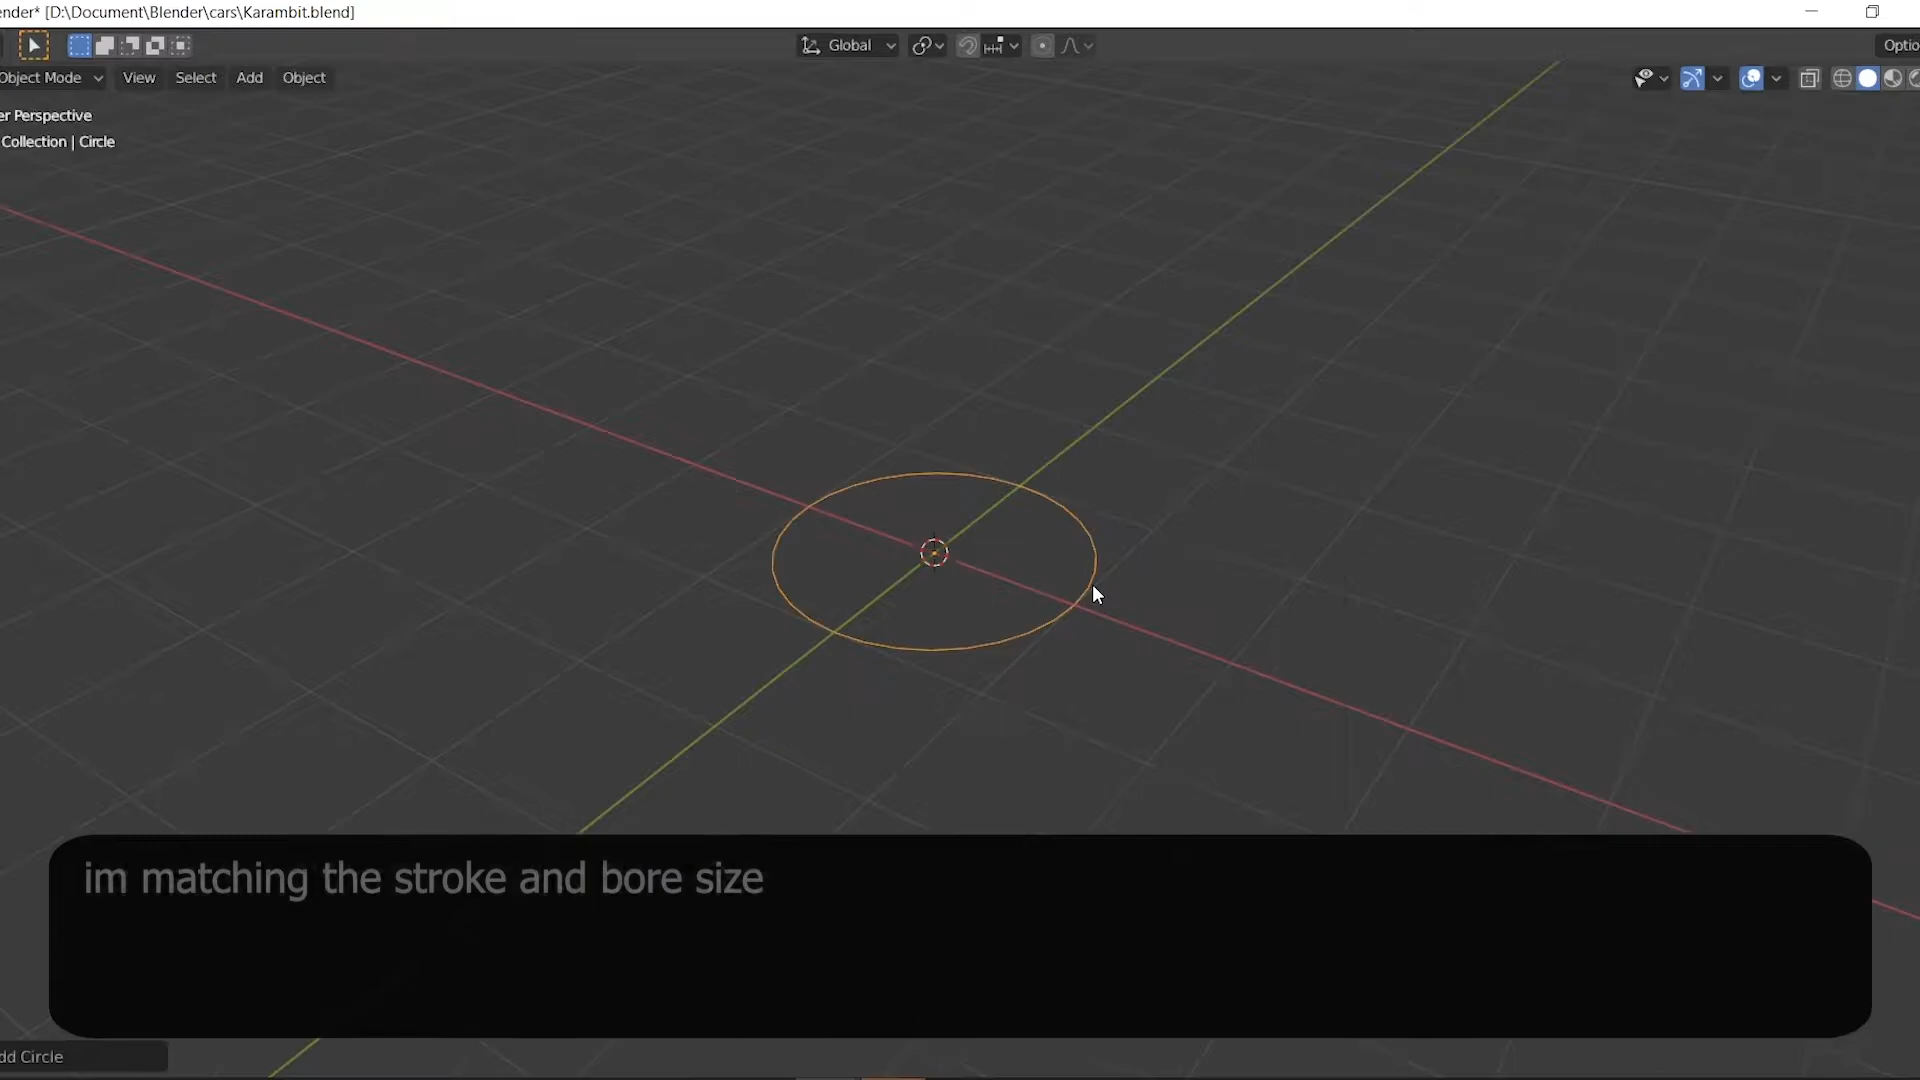 ender* [D:\Document\Blender\cars\Karambit.blend]
Global
Optio
Object Mode View Select Add Object
er Perspective
Collection | Circle
im matching the stroke and bore size
dd Circle